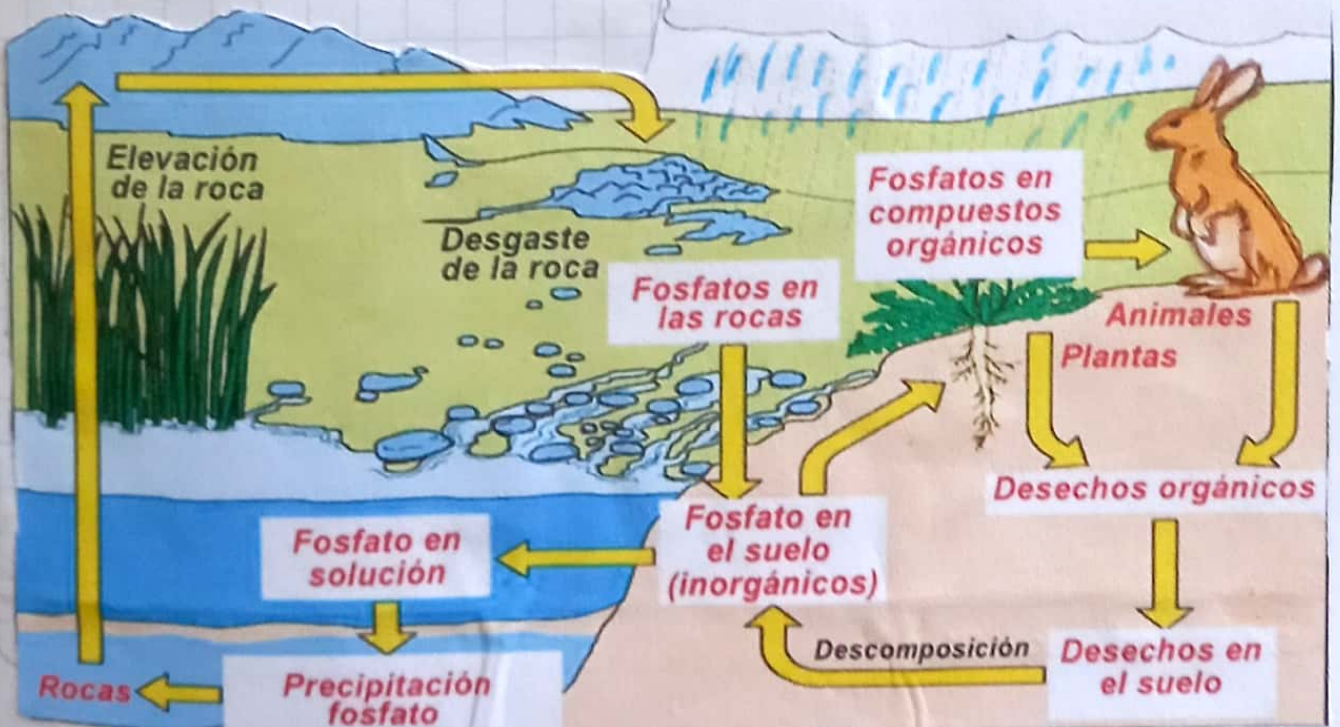 Elevación
de la roca
Desgaste
de la roca
Fosfatos en
las rocas
Fosfatos en
compuestos
orgánicos
Animales
Plantas
Desechos orgánicos
Fosfato en
solución
Fosfato en
el suelo
(inorgánicos)
Descomposición
Desechos en
el suelo
Rocas
Precipitación
fosfato